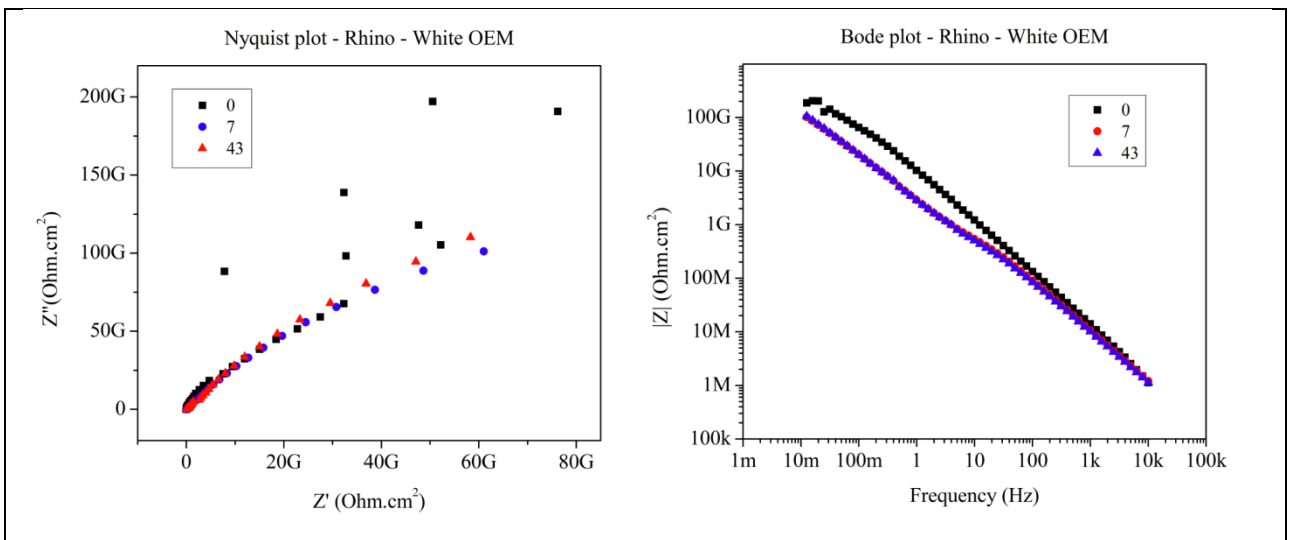 Nyquist plot - Rhino - White OEM
200G
150G
100G
50G
0
0
7
43
Z"(Ohm.cm²)
0
20G
40G
60G
80G
Z' (Ohm.cm²)
Bode plot - Rhino - White OEM
100G
10G
1G
100M
10M
1M
100k
0
7
43
|Z| (Ohm.cm²)
1m
10m
100m
1
10
100
1k
10k
100k
Frequency (Hz)